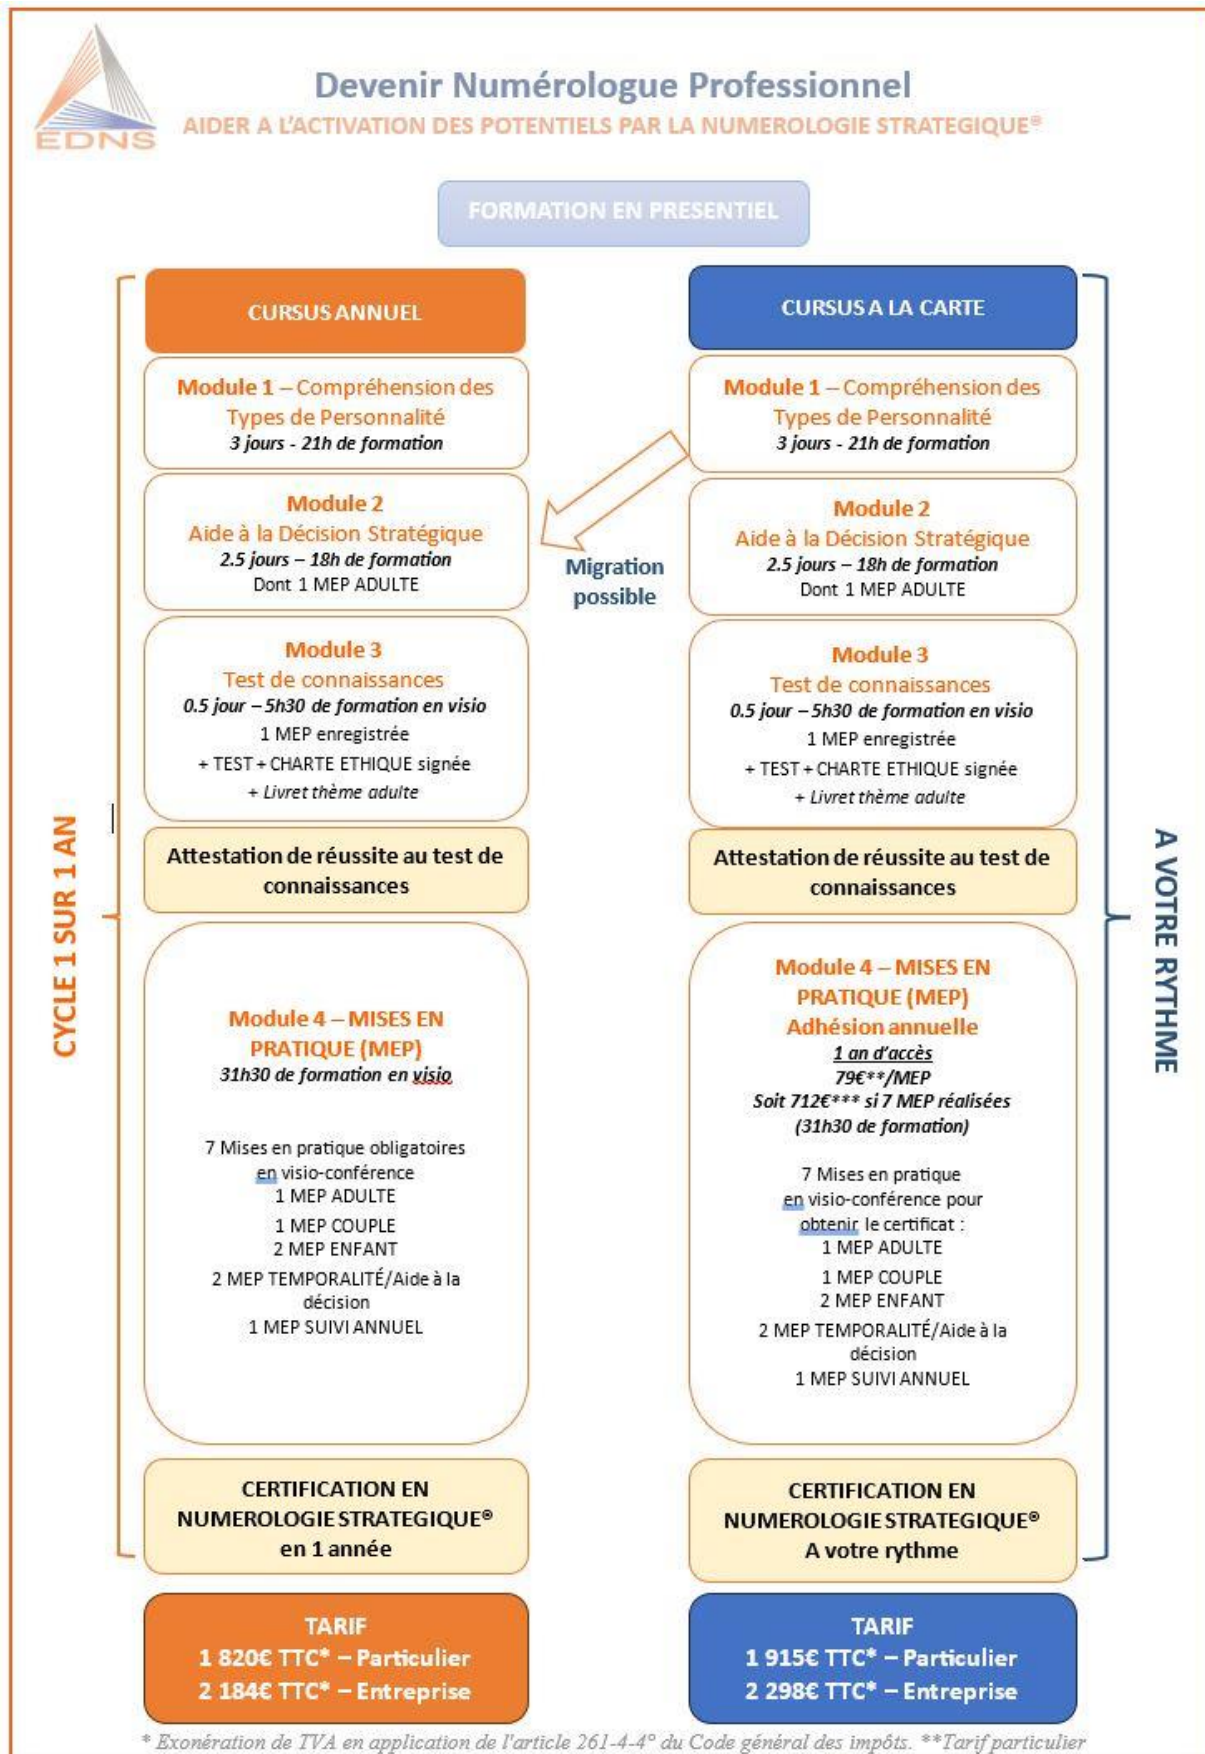 EDNS
Devenir Numérologue Professionnel
AIDER A L'ACTIVATION DES POTENTIELS PAR LA NUMEROLOGIE STRATEGIQUE®
FORMATION EN PRESENTIEL
CYCLE 1 SUR 1 AN
CURSUS ANNUEL
Module 1 – Compréhension des
Types de Personnalité
3 jours - 21h de formation
Module 2
Aide à la Décision Stratégique
2.5 jours – 18h de formation
Dont 1 MEP ADULTE
Module 3
Test de connaissances
0.5 jour – 5h30 de formation en visio
1 MEP enregistrée
+ TEST + CHARTE ETHIQUE signée
+ Livret thème adulte
Attestation de réussite au test de
connaissances
Module 4 – MISES EN
PRATIQUE (MEP)
31h30 de formation en visio
7 Mises en pratique obligatoires
en visio-conférence
1 MEP ADULTE
1 MEP COUPLE
2 MEP ENFANT
2 MEP TEMPORALITÉ/Aide à la
décision
1 MEP SUIVI ANNUEL
CERTIFICATION EN
NUMEROLOGIE STRATEGIQUE®
en 1 année
TARIF
1 820€ TTC* – Particulier
2 184€ TTC* – Entreprise
Migration
possible
CURSUS A LA CARTE
Module 1 – Compréhension des
Types de Personnalité
3 jours - 21h de formation
Module 2
Aide à la Décision Stratégique
2.5 jours – 18h de formation
Dont 1 MEP ADULTE
Module 3
Test de connaissances
0.5 jour – 5h30 de formation en visio
1 MEP enregistrée
+ TEST + CHARTE ETHIQUE signée
+ Livret thème adulte
Attestation de réussite au test de
connaissances
Module 4 – MISES EN
PRATIQUE (MEP)
Adhésion annuelle
1 an d'accès
79€**/MEP
Soit 712€*** si 7 MEP réalisées
(31h30 de formation)
7 Mises en pratique
en visio-conférence pour
obtenir le certificat :
1 MEP ADULTE
1 MEP COUPLE
2 MEP ENFANT
2 MEP TEMPORALITÉ/Aide à la
décision
1 MEP SUIVI ANNUEL
CERTIFICATION EN
NUMEROLOGIE STRATEGIQUE®
A votre rythme
TARIF
1 915€ TTC* – Particulier
2 298€ TTC* – Entreprise
A VOTRE RYTHME
* Exonération de TVA en application de l'article 261-4-4° du Code général des impôts. **Tarif particulier